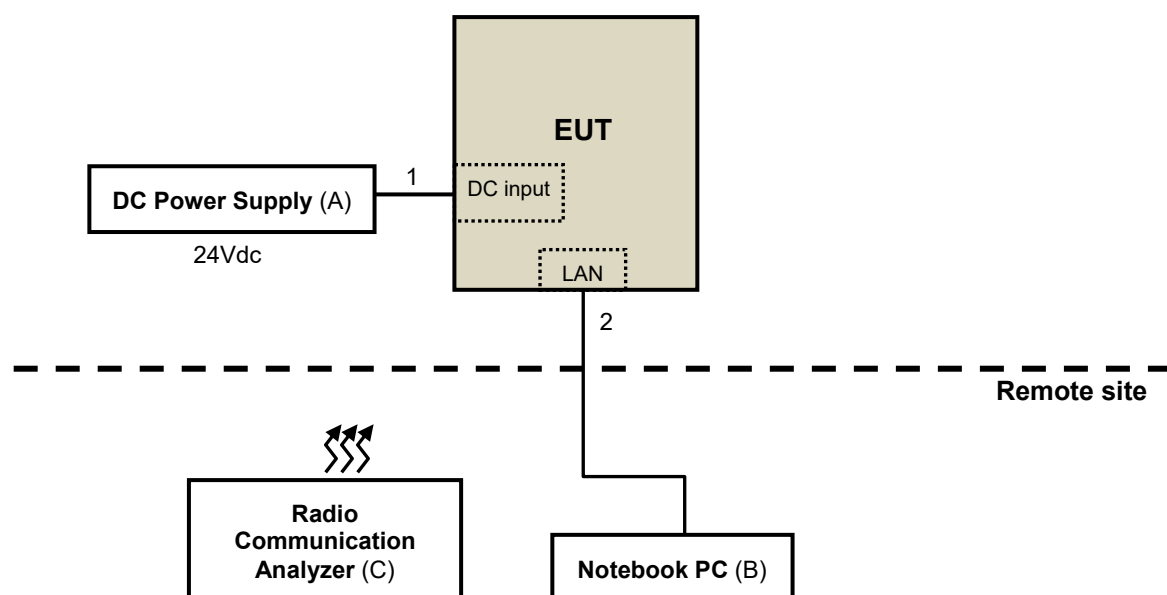 EUT
1
DC Power Supply (A)
DC input
24Vdc
LAN
2
Remote site
Radio
Communication
Analyzer (C)
Notebook PC (B)